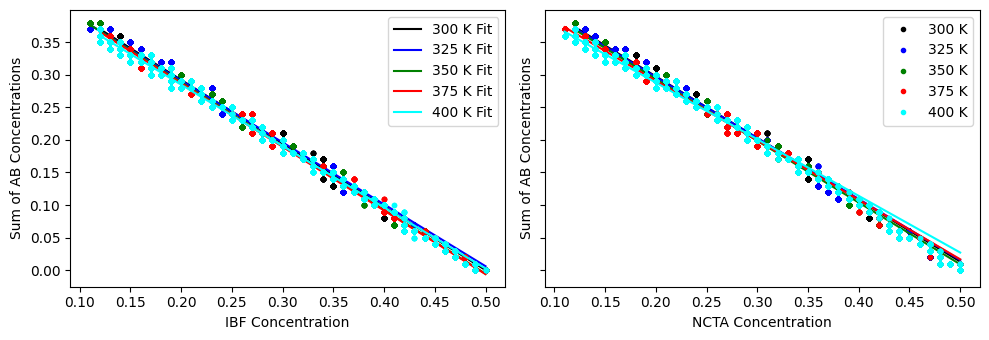 Sum of AB Concentrations
0.35
0.30
0.25
0.20
0.15
0.10
0.05
0.00
300 K Fit
325 K Fit
350 K Fit
375 K Fit
400 K Fit
0.10 0.15 0.20 0.25 0.30 0.35 0.40 0.45 0.50
IBF Concentration
Sum of AB Concentrations
300 K
325 K
350 K
375 K
400 K
0.10 0.15 0.20 0.25 0.30 0.35 0.40 0.45 0.50
NCTA Concentration